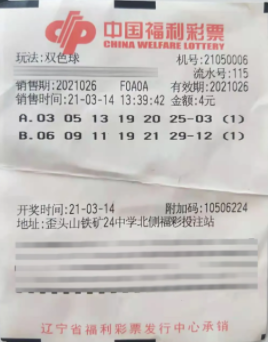 中国福利彩票
CHINA WELFARE LOTTERY
玩法:双色球 机号:21050006
流水号:115
销售期:2021026 F0A0A 有效期:2021026
销售时间:21-03-14 13:39:42 金额:4元
A.03 05 13 19 20 25-03 (1)
B.06 09 11 19 21 29-12 (1)
开奖时间:21-03-14 附加码:10506224
地址:歪头山铁矿24中学北侧福彩投注站
辽宁省福利彩票发行中心承销